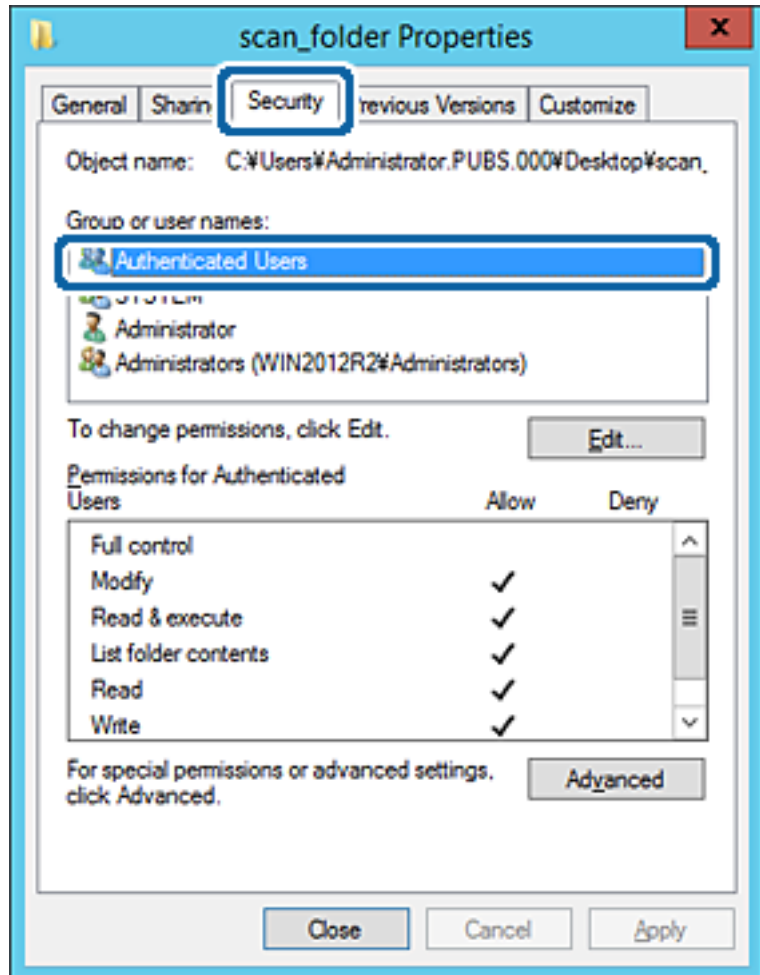 scan_folder Properties
x
General Sharin Security revious Versions Customize
Object name: C:¥Users¥Administrator.PUBS.000¥Desktop¥scan_
Group or user names:
Authenticated Users
SYSTEM
Administrator
Administrators (WIN2012R2¥Administrators)
To change permissions, click Edit.
Edit...
Permissions for Authenticated
Users Allow Deny
Full control
Modify
Read & execute
List folder contents
Read
Write
For special permissions or advanced settings,
click Advanced.
Advanced
Close Cancel Apply